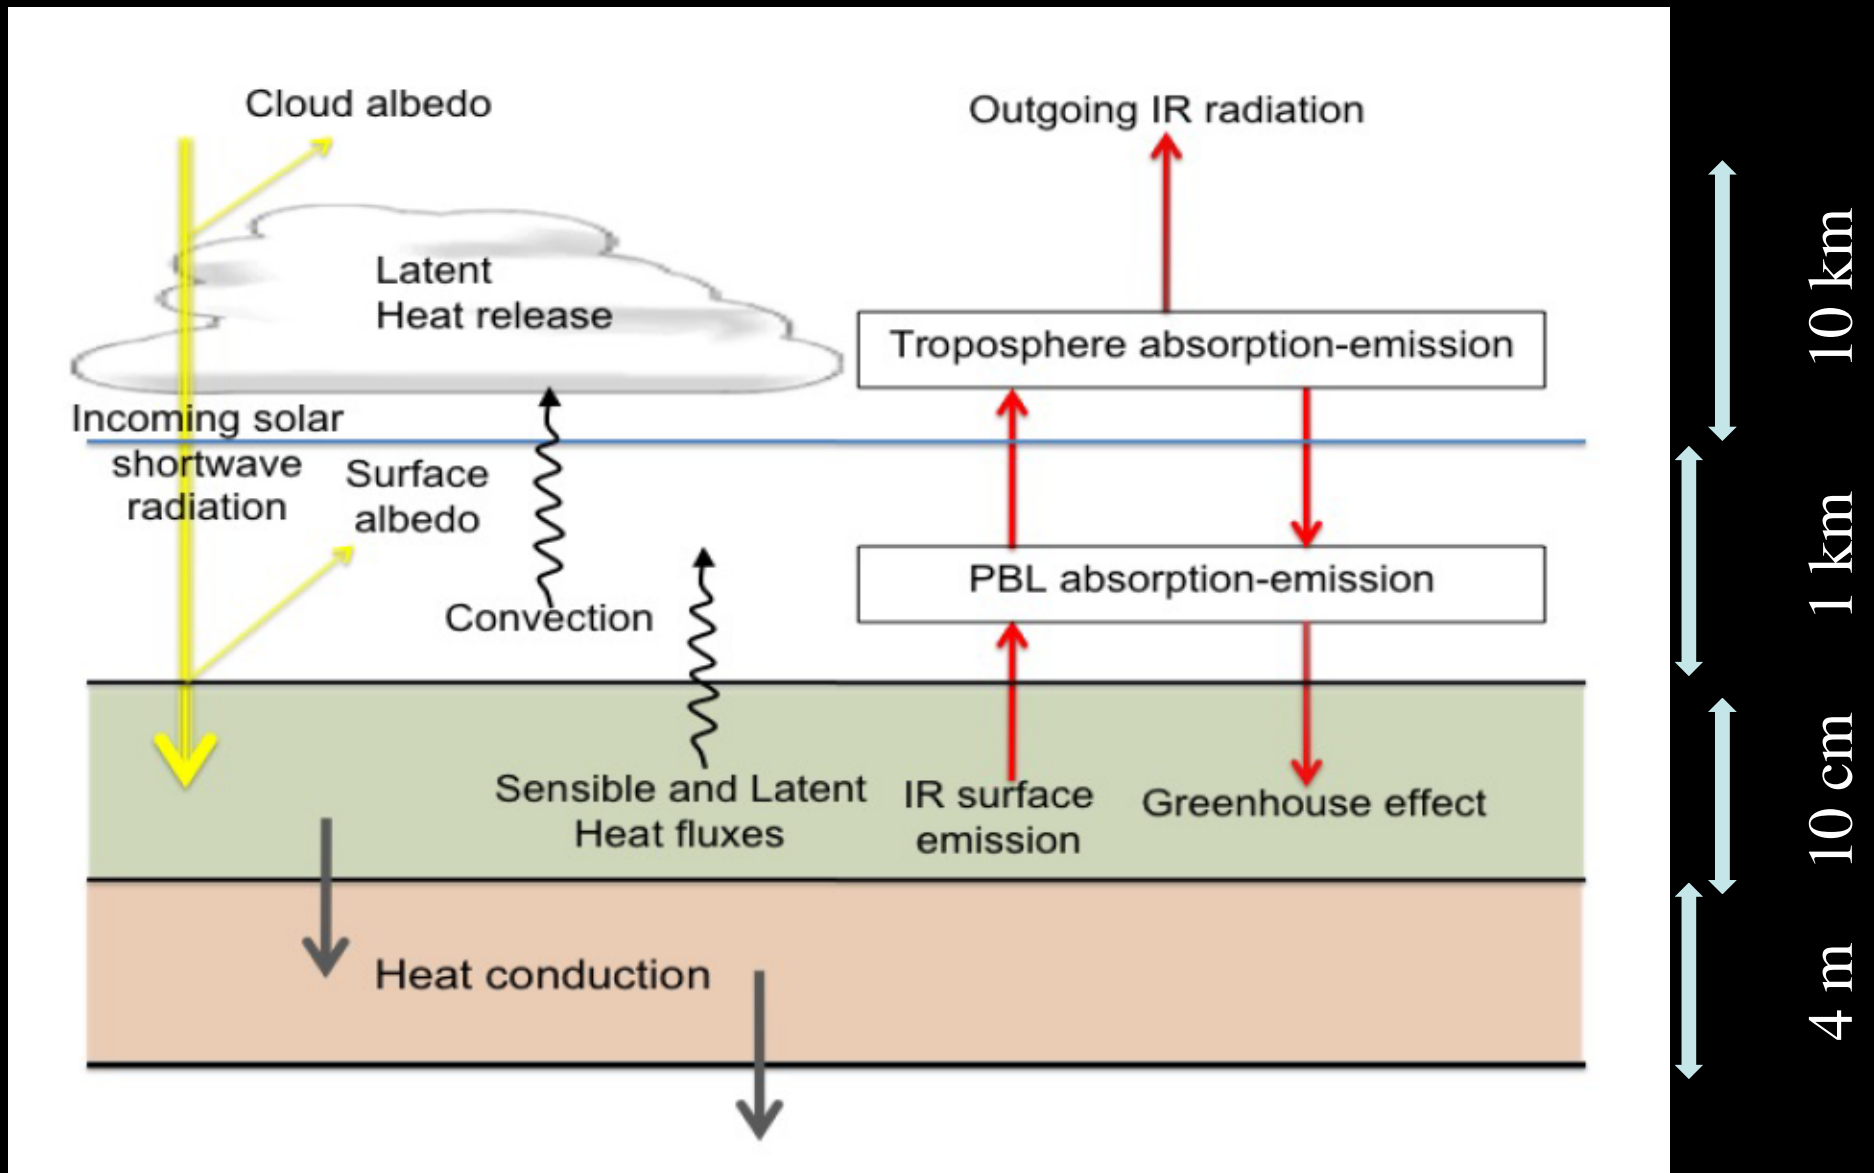 Cloud albedo
Outgoing IR radiation
Latent
Heat release
Troposphere absorption-emission
Incoming solar
shortwave
radiation
Surface
albedo
Convection
PBL absorption-emission
Sensible and Latent
Heat fluxes
IR surface
emission
Greenhouse effect
Heat conduction
10 km
1 km
10 cm
4 m